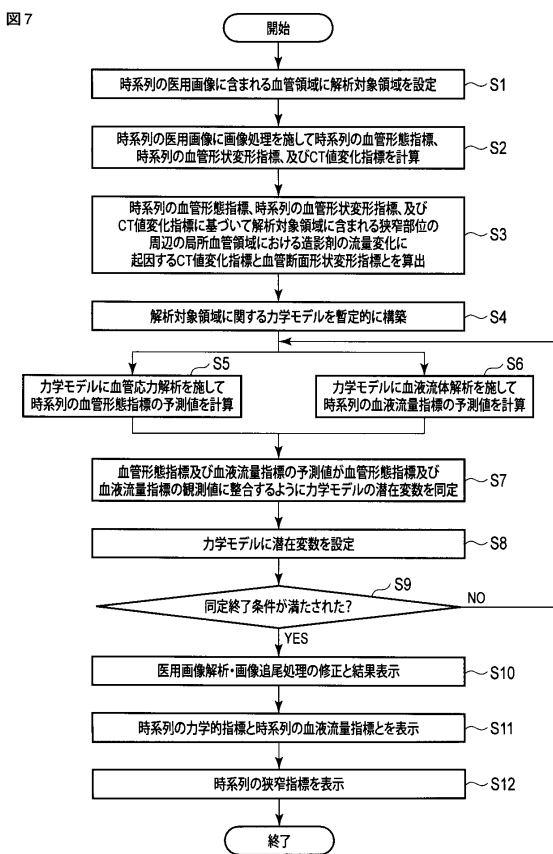 図7
開始
時系列の医用画像に含まれる血管領域に解析対象領域を設定
S1
時系列の医用画像に画像処理を施して時系列の血管形態指標、
時系列の血管形状変形指標、及びCT値変化指標を計算
S2
時系列の血管形態指標、時系列の血管形状変形指標、及び
CT値変化指標に基づいて解析対象領域に含まれる狭窄部位の
周辺の局所血管領域における造影剤の流量変化に
起因するCT値変化指標と血管断面形状変形指標とを算出
S3
解析対象領域に関する力学モデルを暫定的に構築
S4
S5
力学モデルに血管応力解析を施して
時系列の血管形態指標の予測値を計算
S6
力学モデルに血液流体解析を施して
時系列の血液流量指標の予測値を計算
血管形態指標及び血液流量指標の予測値が血管形態指標及び
血液流量指標の観測値に整合するように力学モデルの潜在変数を同定
S7
力学モデルに潜在変数を設定
S8
S9
同定終了条件が満たされた?
NO
YES
医用画像解析・画像追尾処理の修正と結果表示
S10
時系列の力学的指標と時系列の血液流量指標とを表示
S11
時系列の狭窄指標を表示
S12
終了